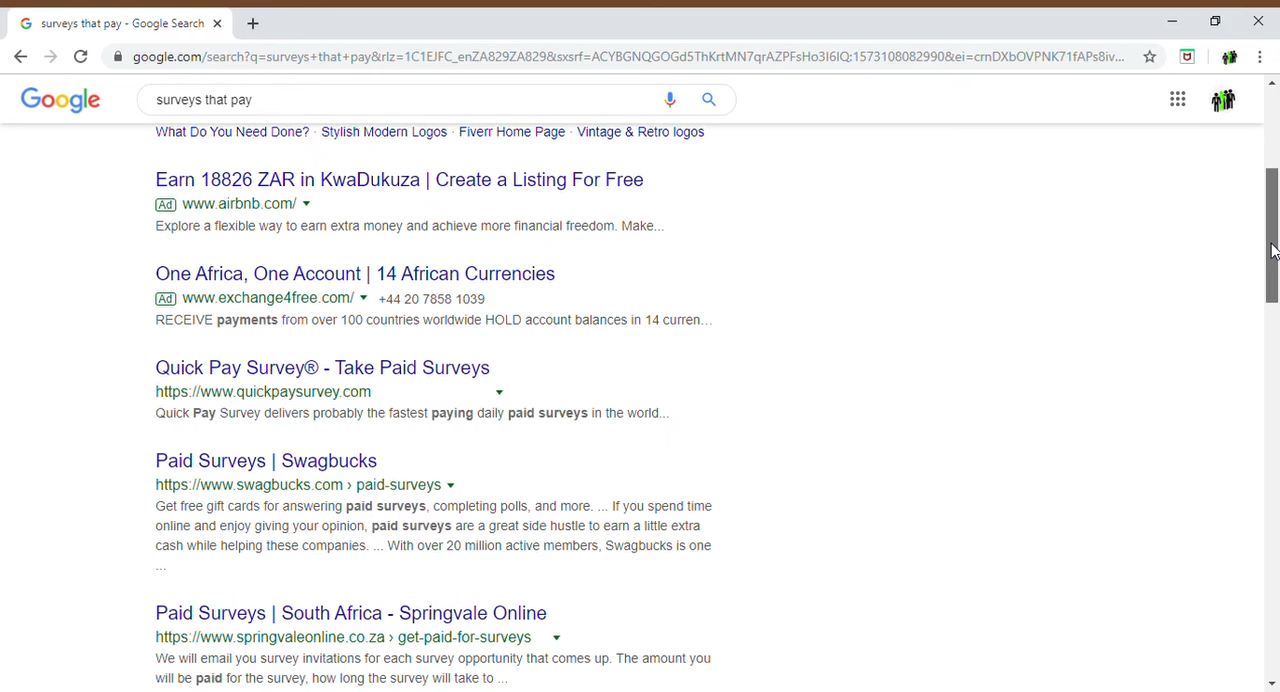 surveys that pay - Google Search
google.com/search?q=surveys+that+pay&rlz=1C1EJFC_enZA829ZA829&sxsrf=ACYBGNQGOGd5ThKrtMN7qrAZPFsHo3I6IQ:1573108082990&ei=crnDXbOVPNK71fAPs8iv...
Google
surveys that pay
What Do You Need Done? · Stylish Modern Logos · Fiverr Home Page · Vintage & Retro logos
Earn 18826 ZAR in KwaDukuza | Create a Listing For Free
Ad www.airbnb.com/
Explore a flexible way to earn extra money and achieve more financial freedom. Make...
One Africa, One Account | 14 African Currencies
Ad www.exchange4free.com/ +44 20 7858 1039
RECEIVE payments from over 100 countries worldwide HOLD account balances in 14 curren...
Quick Pay Survey® - Take Paid Surveys
https://www.quickpaysurvey.com
Quick Pay Survey delivers probably the fastest paying daily paid surveys in the world...
Paid Surveys | Swagbucks
https://www.swagbucks.com › paid-surveys
Get free gift cards for answering paid surveys, completing polls, and more. ... If you spend time
online and enjoy giving your opinion, paid surveys are a great side hustle to earn a little extra
cash while helping these companies. ... With over 20 million active members, Swagbucks is one
...
Paid Surveys | South Africa - Springvale Online
https://www.springvaleonline.co.za › get-paid-for-surveys
We will email you survey invitations for each survey opportunity that comes up. The amount you
will be paid for the survey, how long the survey will take to ...